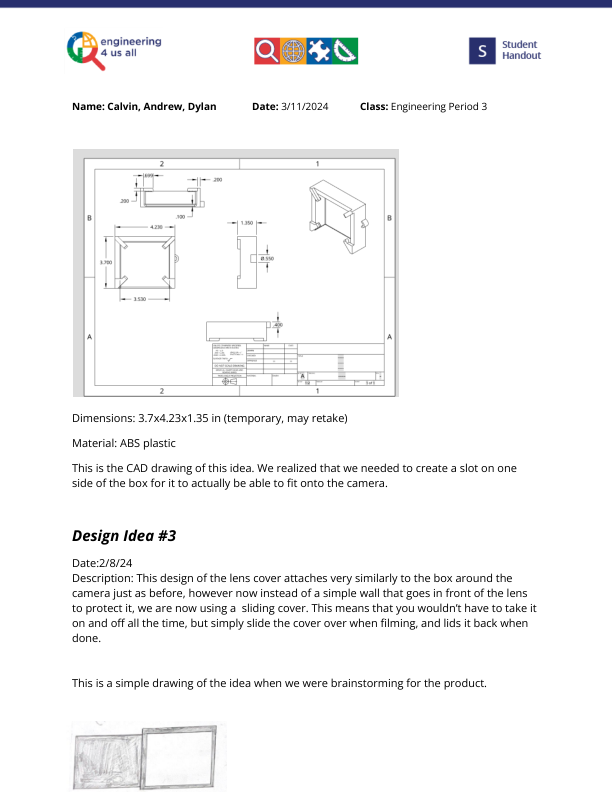 engineering
4 us all
S Student
Handout
Name: Calvin, Andrew, Dylan Date: 3/11/2024 Class: Engineering Period 3
2 1
.200
.200
.100
4.230
1.350
B B
3.700
Ø.550
3.530
.400
A A
A
2 1
Dimensions: 3.7x4.23x1.35 in (temporary, may retake)
Material: ABS plastic
This is the CAD drawing of this idea. We realized that we needed to create a slot on one
side of the box for it to actually be able to fit onto the camera.
Design Idea #3
Date:2/8/24
Description: This design of the lens cover attaches very similarly to the box around the
camera just as before, however now instead of a simple wall that goes in front of the lens
to protect it, we are now using a  sliding cover. This means that you wouldn’t have to take it
on and off all the time, but simply slide the cover over when filming, and lids it back when
done.
This is a simple drawing of the idea when we were brainstorming for the product.